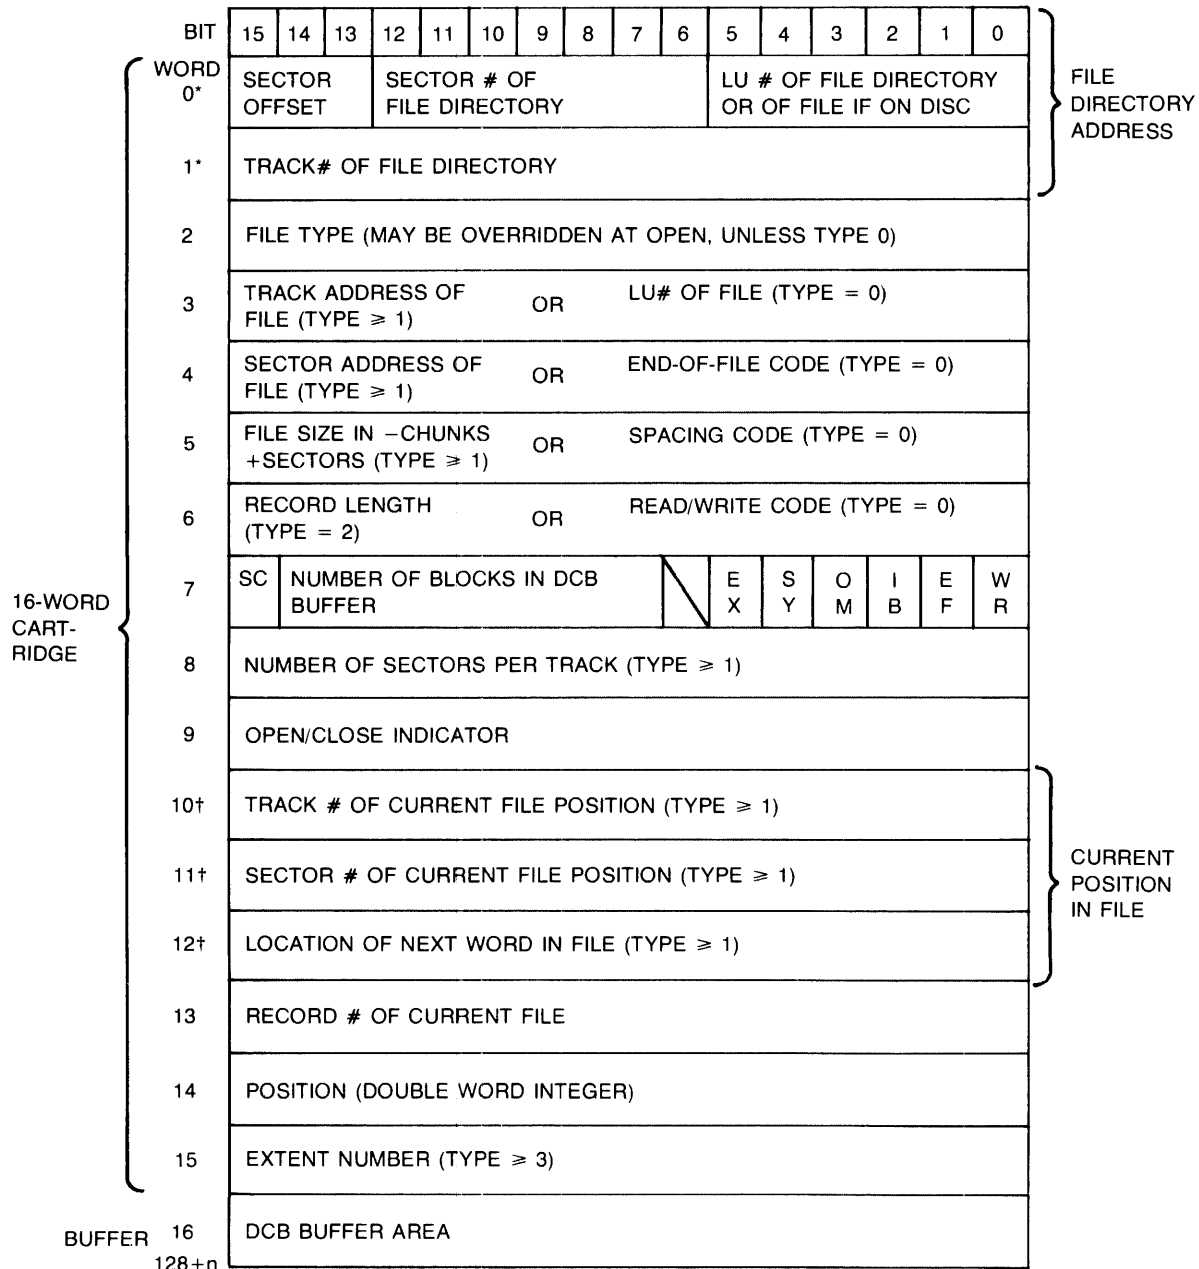 BIT 15 14 13 12 11 10 9 8 7 6 5 4 3 2 1 0
WORD 0*
SECTOR OFFSET
SECTOR # OF FILE DIRECTORY
LU # OF FILE DIRECTORY OR OF FILE IF ON DISC
FILE DIRECTORY ADDRESS
1* TRACK# OF FILE DIRECTORY
2 FILE TYPE (MAY BE OVERRIDDEN AT OPEN, UNLESS TYPE 0)
3 TRACK ADDRESS OF FILE (TYPE ⩾ 1) OR LU# OF FILE (TYPE = 0)
4 SECTOR ADDRESS OF FILE (TYPE ⩾ 1) OR END-OF-FILE CODE (TYPE = 0)
5 FILE SIZE IN −CHUNKS +SECTORS (TYPE ⩾ 1) OR SPACING CODE (TYPE = 0)
6 RECORD LENGTH (TYPE = 2) OR READ/WRITE CODE (TYPE = 0)
7 SC NUMBER OF BLOCKS IN DCB BUFFER EX SY OM IB EF WR
16-WORD CART-RIDGE
8 NUMBER OF SECTORS PER TRACK (TYPE ⩾ 1)
9 OPEN/CLOSE INDICATOR
10† TRACK # OF CURRENT FILE POSITION (TYPE ⩾ 1)
11† SECTOR # OF CURRENT FILE POSITION (TYPE ⩾ 1)
CURRENT POSITION IN FILE
12† LOCATION OF NEXT WORD IN FILE (TYPE ⩾ 1)
13 RECORD # OF CURRENT FILE
14 POSITION (DOUBLE WORD INTEGER)
15 EXTENT NUMBER (TYPE ⩾ 3)
BUFFER 16 DCB BUFFER AREA
128+n